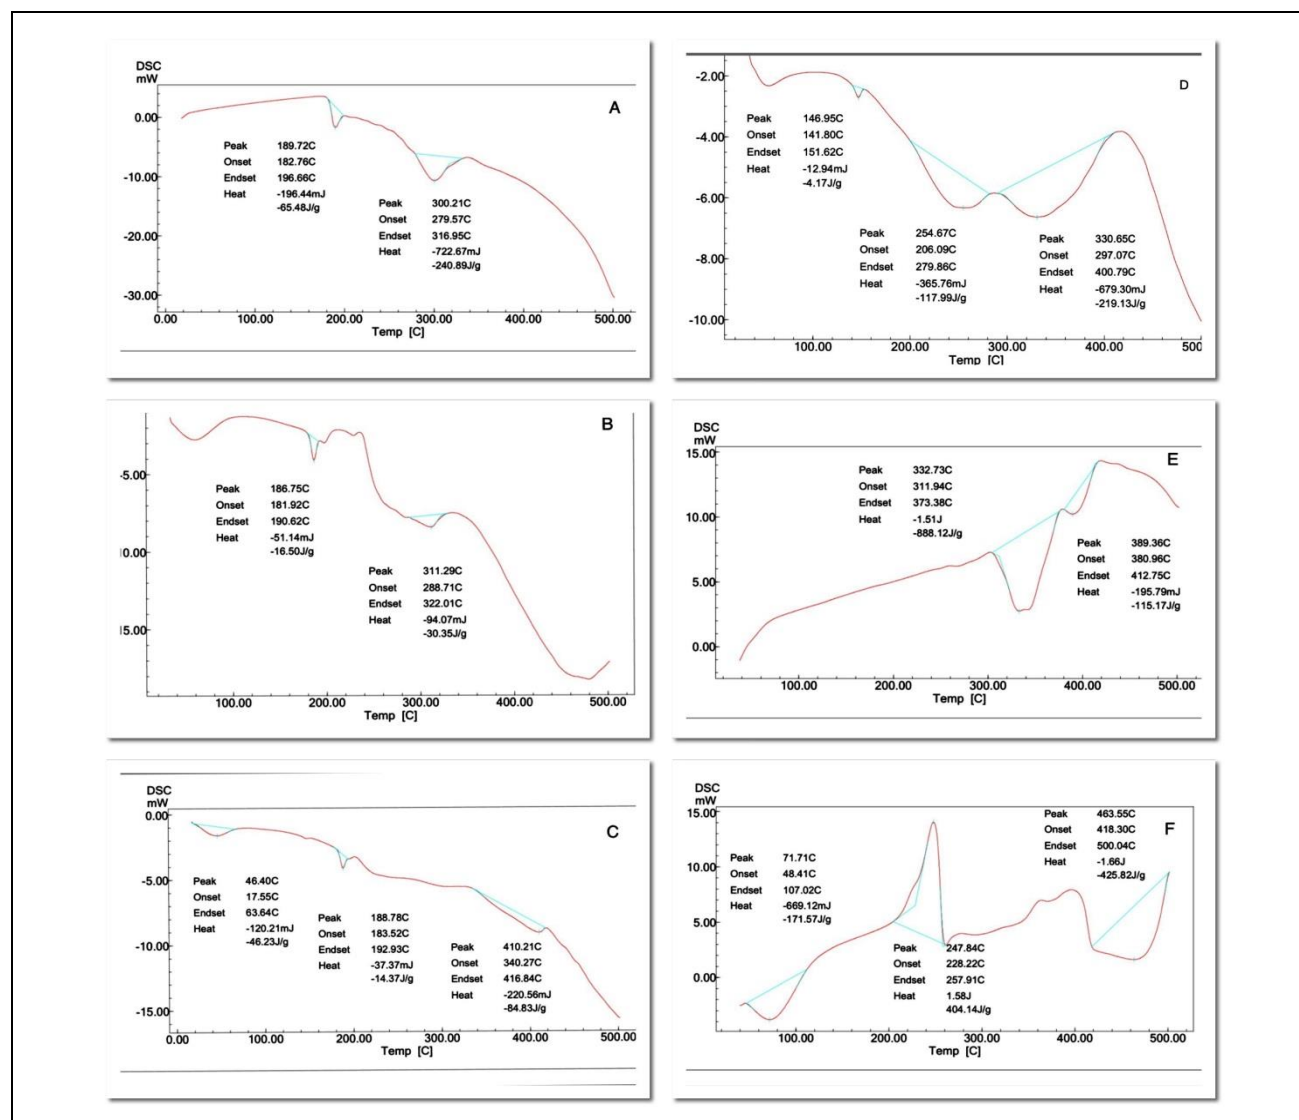 DSC
mW
A
0.00
-10.00
-20.00
-30.00
Peak 189.72C
Onset 182.76C
Endset 196.66C
Heat -196.44mJ
-65.48J/g
Peak 300.21C
Onset 279.57C
Endset 316.95C
Heat -722.67mJ
-240.89J/g
0.00 100.00 200.00 300.00 400.00 500.00
Temp [C]
D
-2.00
-4.00
-6.00
-8.00
-10.00
Peak 146.95C
Onset 141.80C
Endset 151.62C
Heat -12.94mJ
-4.17J/g
Peak 254.67C
Onset 206.09C
Endset 279.86C
Heat -365.76mJ
-117.99J/g
Peak 330.65C
Onset 297.07C
Endset 400.79C
Heat -679.30mJ
-219.13J/g
100.00 200.00 300.00 400.00 500
Temp [C]
B
-5.00
0.00
5.00
Peak 186.75C
Onset 181.92C
Endset 190.62C
Heat -51.14mJ
-16.50J/g
Peak 311.29C
Onset 288.71C
Endset 322.01C
Heat -94.07mJ
-30.35J/g
100.00 200.00 300.00 400.00 500.00
Temp [C]
DSC
mW
E
15.00
10.00
5.00
0.00
Peak 332.73C
Onset 311.94C
Endset 373.38C
Heat -1.51J
-888.12J/g
Peak 389.36C
Onset 380.96C
Endset 412.75C
Heat -195.79mJ
-115.17J/g
100.00 200.00 300.00 400.00 500.00
Temp [C]
DSC
mW
C
0.00
-5.00
-10.00
-15.00
Peak 46.40C
Onset 17.55C
Endset 63.64C
Heat -120.21mJ
-46.23J/g
Peak 188.78C
Onset 183.52C
Endset 192.93C
Heat -37.37mJ
-14.37J/g
Peak 410.21C
Onset 340.27C
Endset 416.84C
Heat -220.56mJ
-84.83J/g
0.00 100.00 200.00 300.00 400.00 500.00
Temp [C]
DSC
mW
F
15.00
10.00
5.00
0.00
Peak 71.71C
Onset 48.41C
Endset 107.02C
Heat -669.12mJ
-171.57J/g
Peak 247.84C
Onset 228.22C
Endset 257.91C
Heat 1.58J
404.14J/g
Peak 463.55C
Onset 418.30C
Endset 500.04C
Heat -1.66J
-425.82J/g
100.00 200.00 300.00 400.00 500.00
Temp [C]